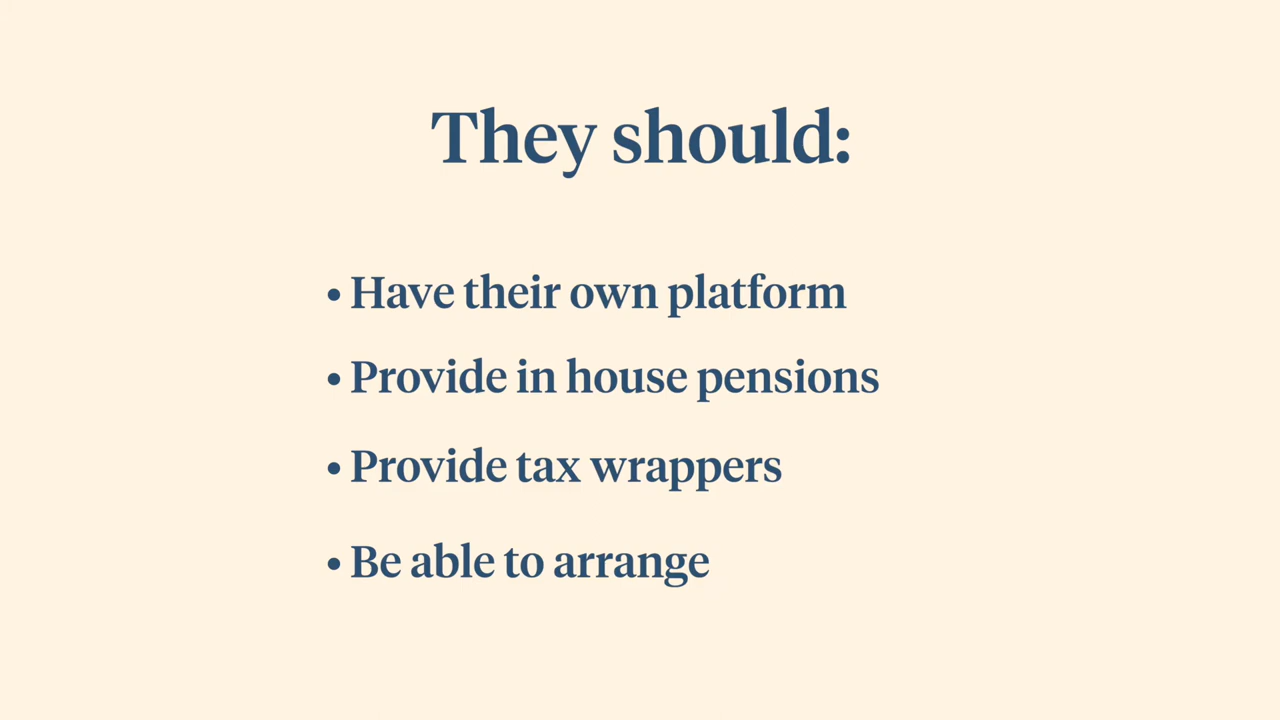 They should:
• Have their own platform
• Provide in house pensions
• Provide tax wrappers
• Be able to arrange